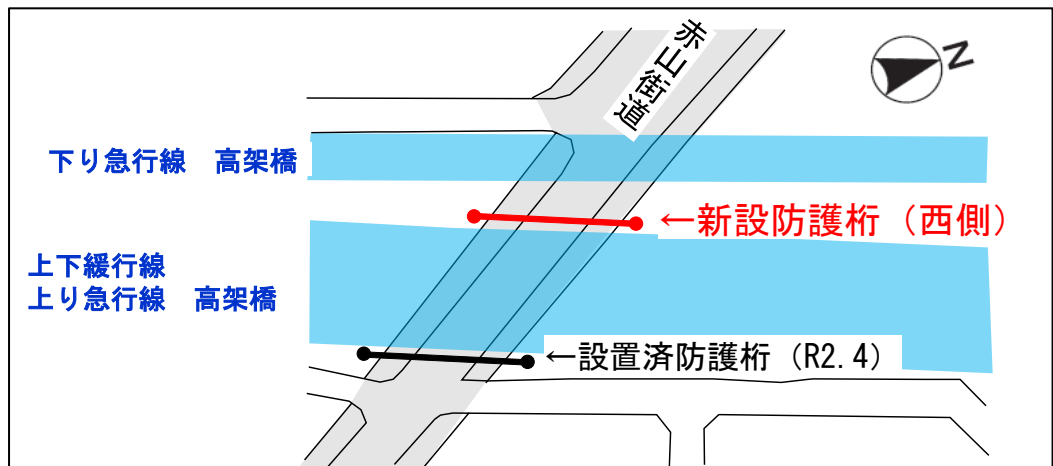 赤山街道
N
下り急行線　高架橋
←新設防護桁（西側）
上下緩行線
上り急行線　高架橋
←設置済防護桁（R2.4）